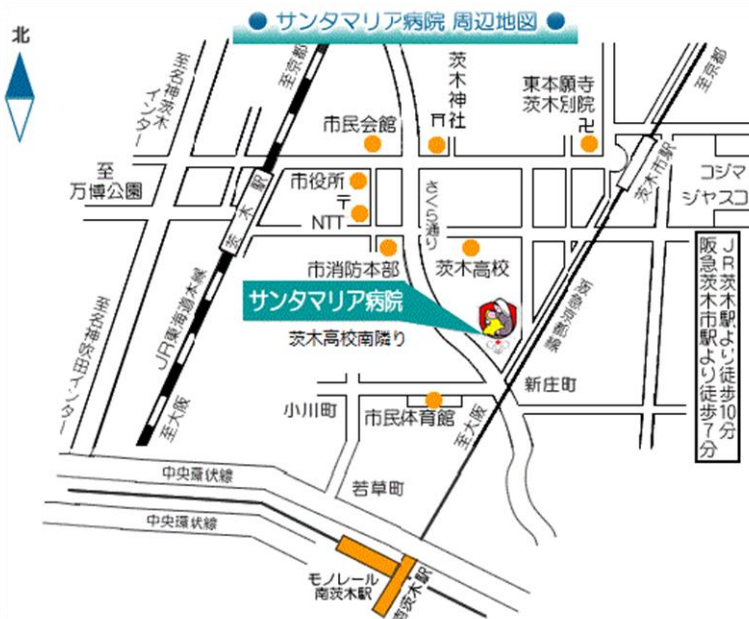 ● サンタマリア病院 周辺地図 ●
北
至名神茨木
インター
至京都
茨木神社
東本願寺
茨木別院
卍
至京都
市民会館
至
万博公園
市役所
〒
NTT
さくら通り
茨木市駅
コジマ
ジャスコ
茨木駅
市消防本部
茨木高校
サンタマリア病院
茨木高校南隣り
JR東海道本線
阪急京都線
JR茨木駅より徒歩10分
阪急茨木市駅より徒歩7分
至名神吹田インター
至大阪
小川町
市民体育館
至大阪
新庄町
中央環状線
若草町
中央環状線
モノレール
南茨木駅
南茨木駅